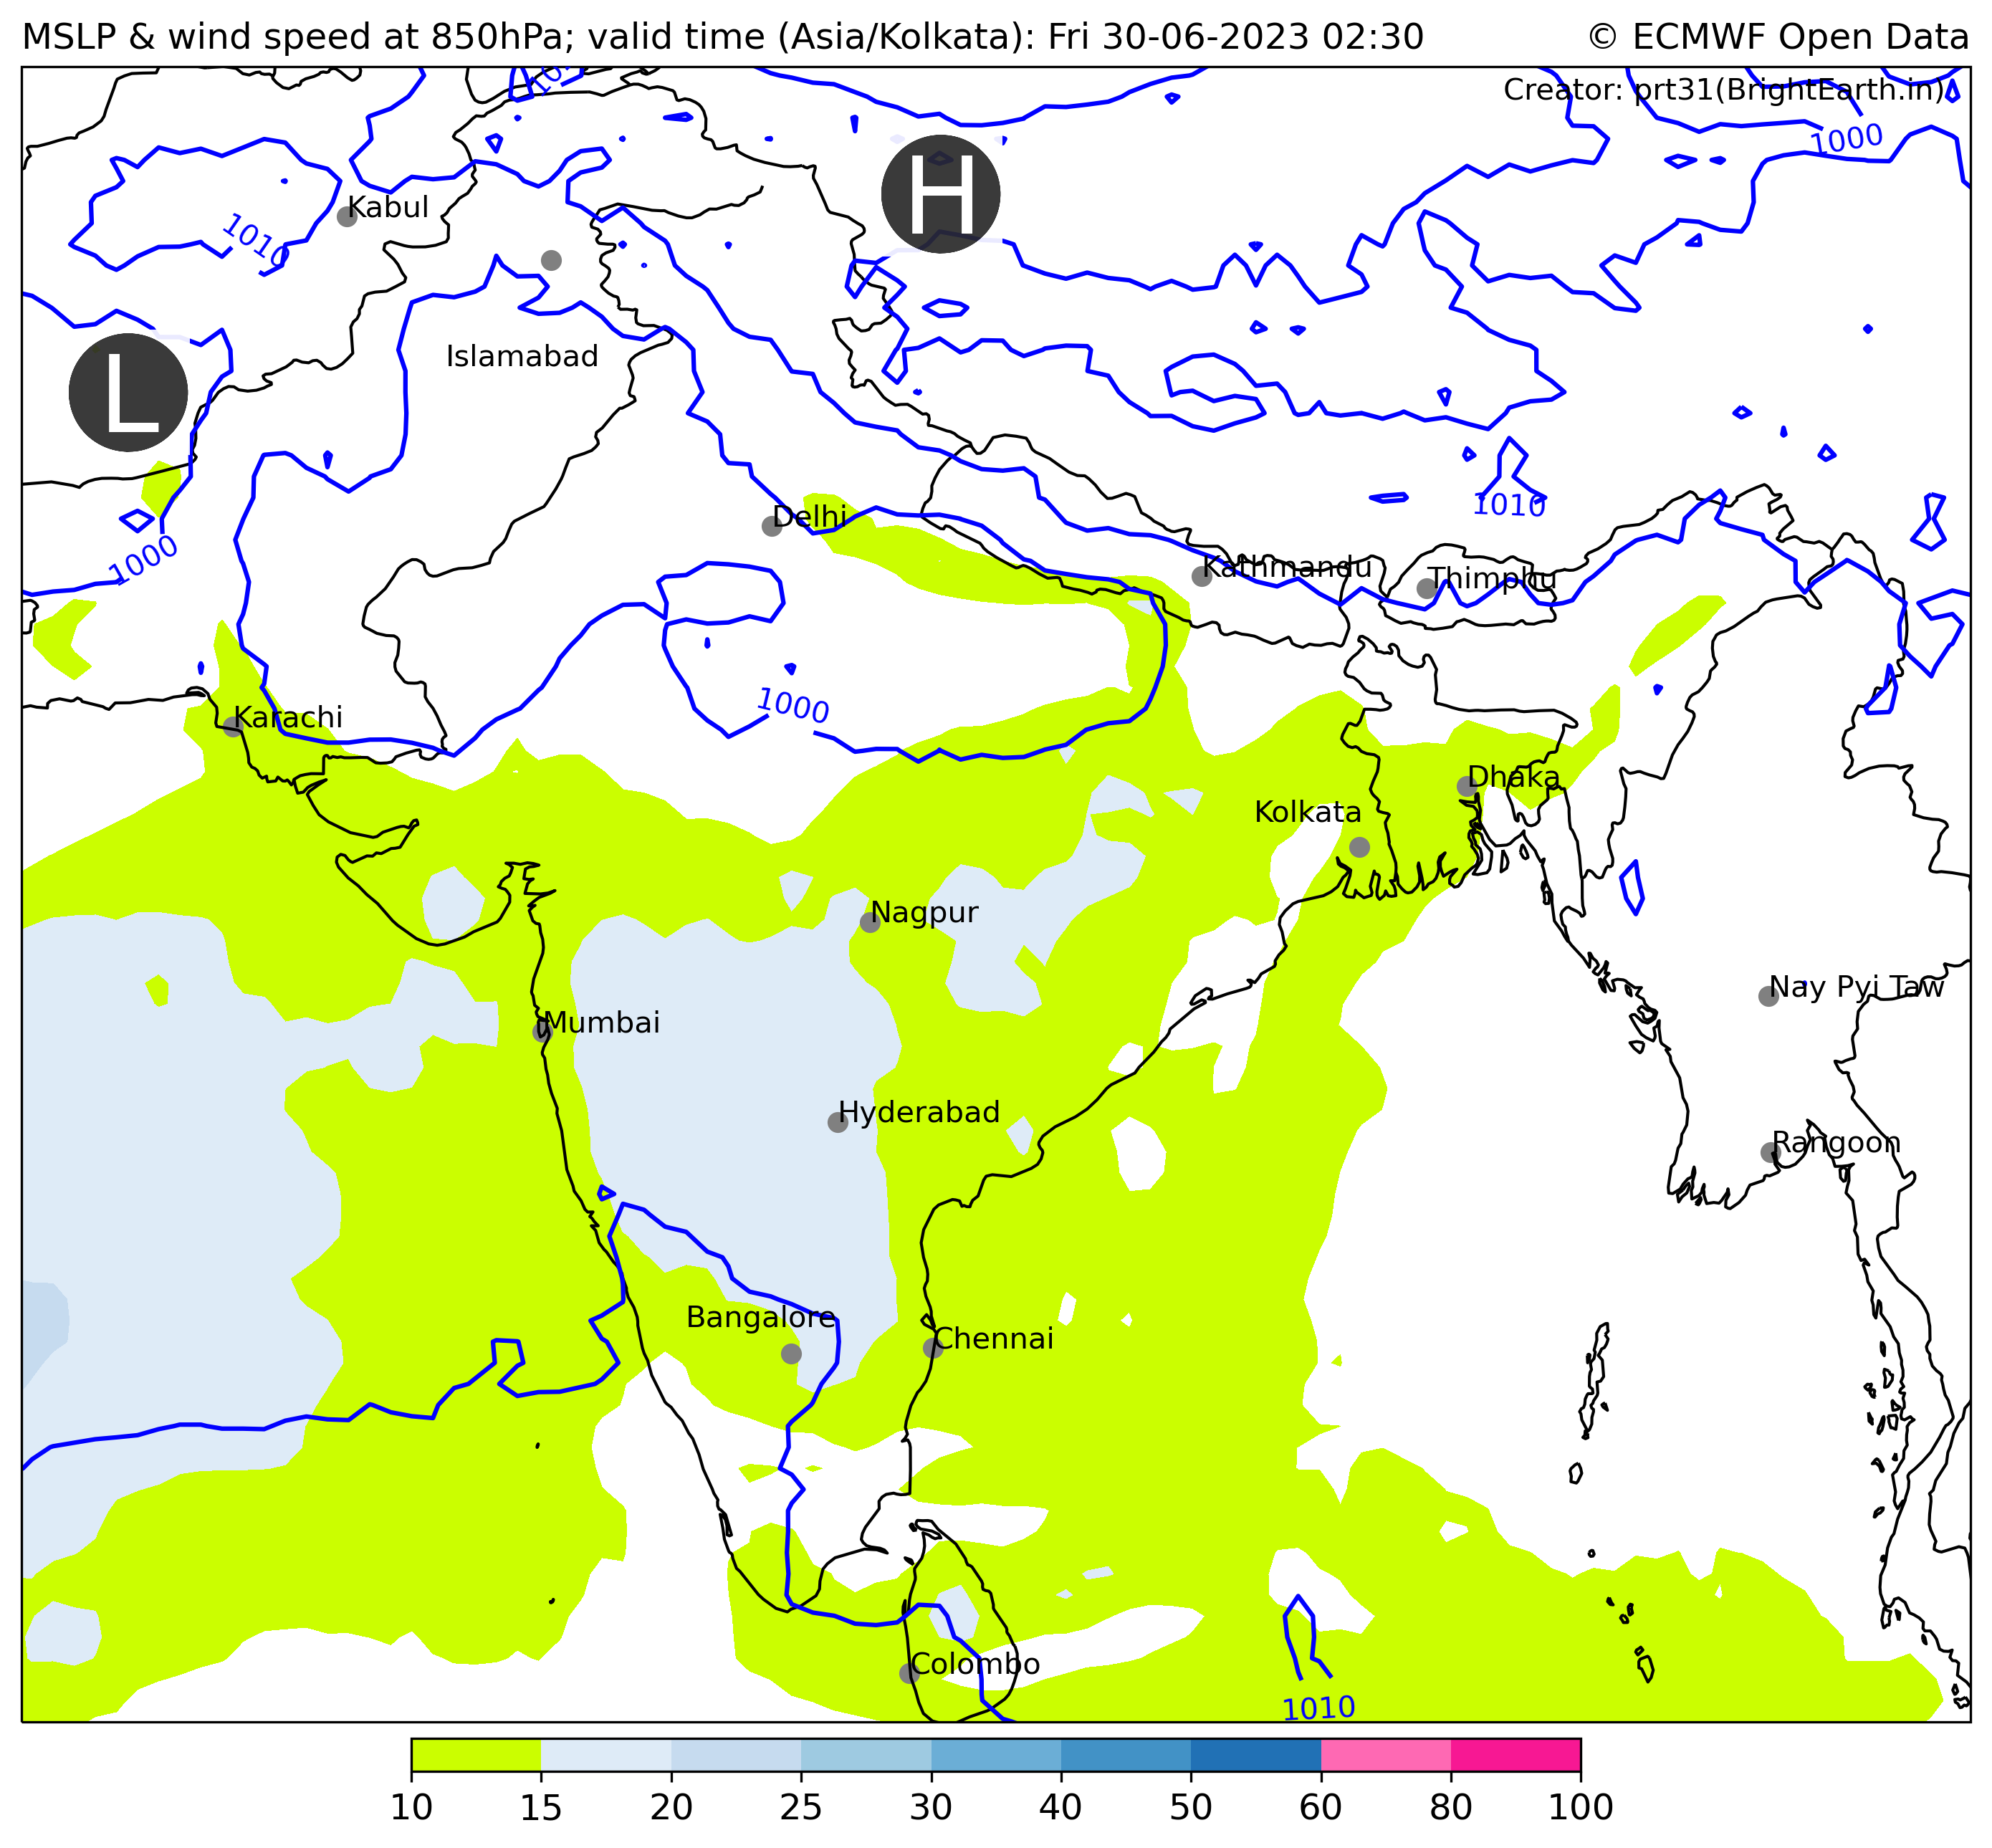 MSLP & wind speed at 850hPa; valid time (Asia/Kolkata): Fri 30-06-2023 02:30
© ECMWF Open Data
Creator: prt31(BrightEarth.in)
1000
Kabul
H
1010
Islamabad
L
1010
Delhi
1000
Kathmandu
Thimphu
1000
Karachi
Dhaka
Kolkata
Nagpur
Nay Pyi Taw
Mumbai
Hyderabad
Rangoon
Bangalore
Chennai
Colombo
1010
10 15 20 25 30 40 50 60 80 100